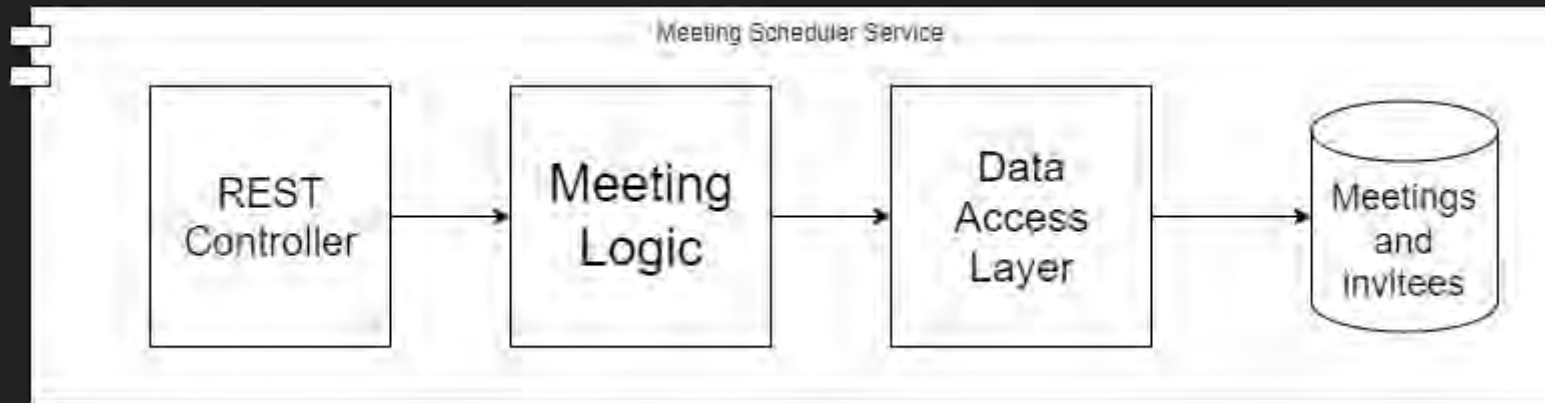 Meeting Scheduler Service
REST
Controller
Meeting
Logic
Data
Access
Layer
Meetings
and
invitees